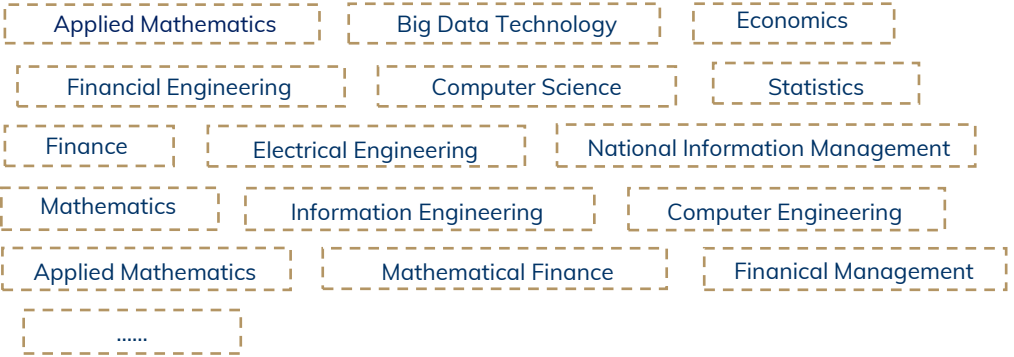 Applied Mathematics Big Data Technology Economics
Financial Engineering Computer Science Statistics
Finance Electrical Engineering National Information Management
Mathematics Information Engineering Computer Engineering
Applied Mathematics Mathematical Finance Finanical Management
......